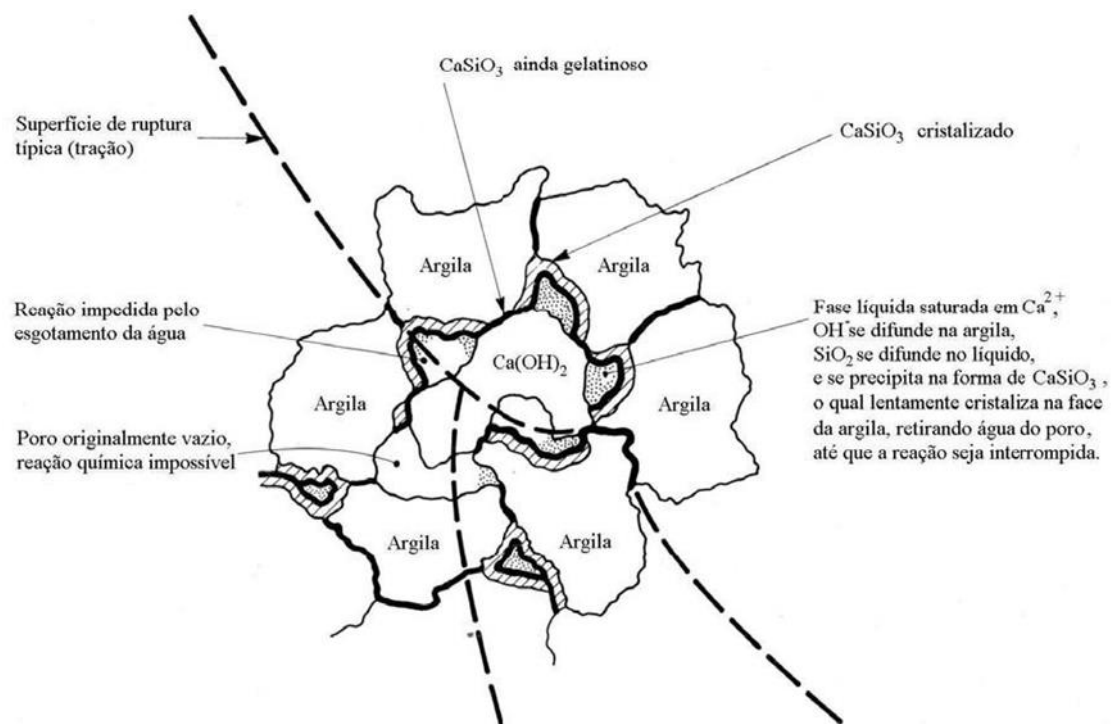 CaSiO₃ ainda gelatinoso
Superfície de ruptura
típica (tração)
CaSiO₃ cristalizado
Argila
Argila
Reação impedida pelo
esgotamento da água
Ca(OH)₂
Fase líquida saturada em Ca²⁺,
OH⁻ se difunde na argila,
SiO₂ se difunde no líquido,
e se precipita na forma de CaSiO₃ ,
o qual lentamente cristaliza na face
da argila, retirando água do poro,
até que a reação seja interrompida.
Argila
Argila
Poro originalmente vazio,
reação química impossível
Argila
Argila